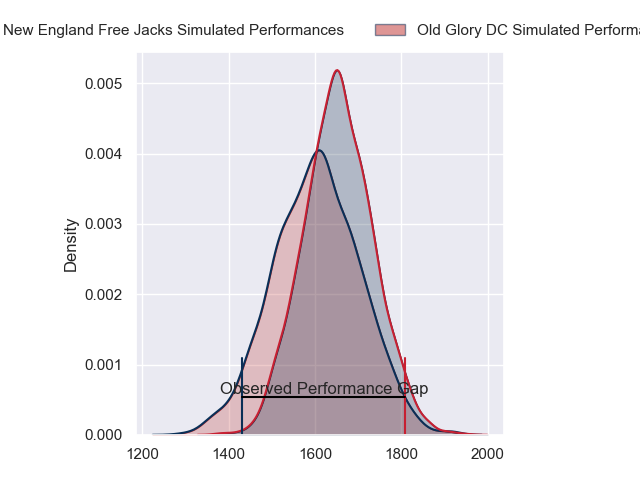 New England Free Jacks Simulated Performances Old Glory DC Simulated
0.005
0.004
0.003
0.002
0.001
0.000
Density
Observed Performance Gap
1200 1400 1600 1800 2000